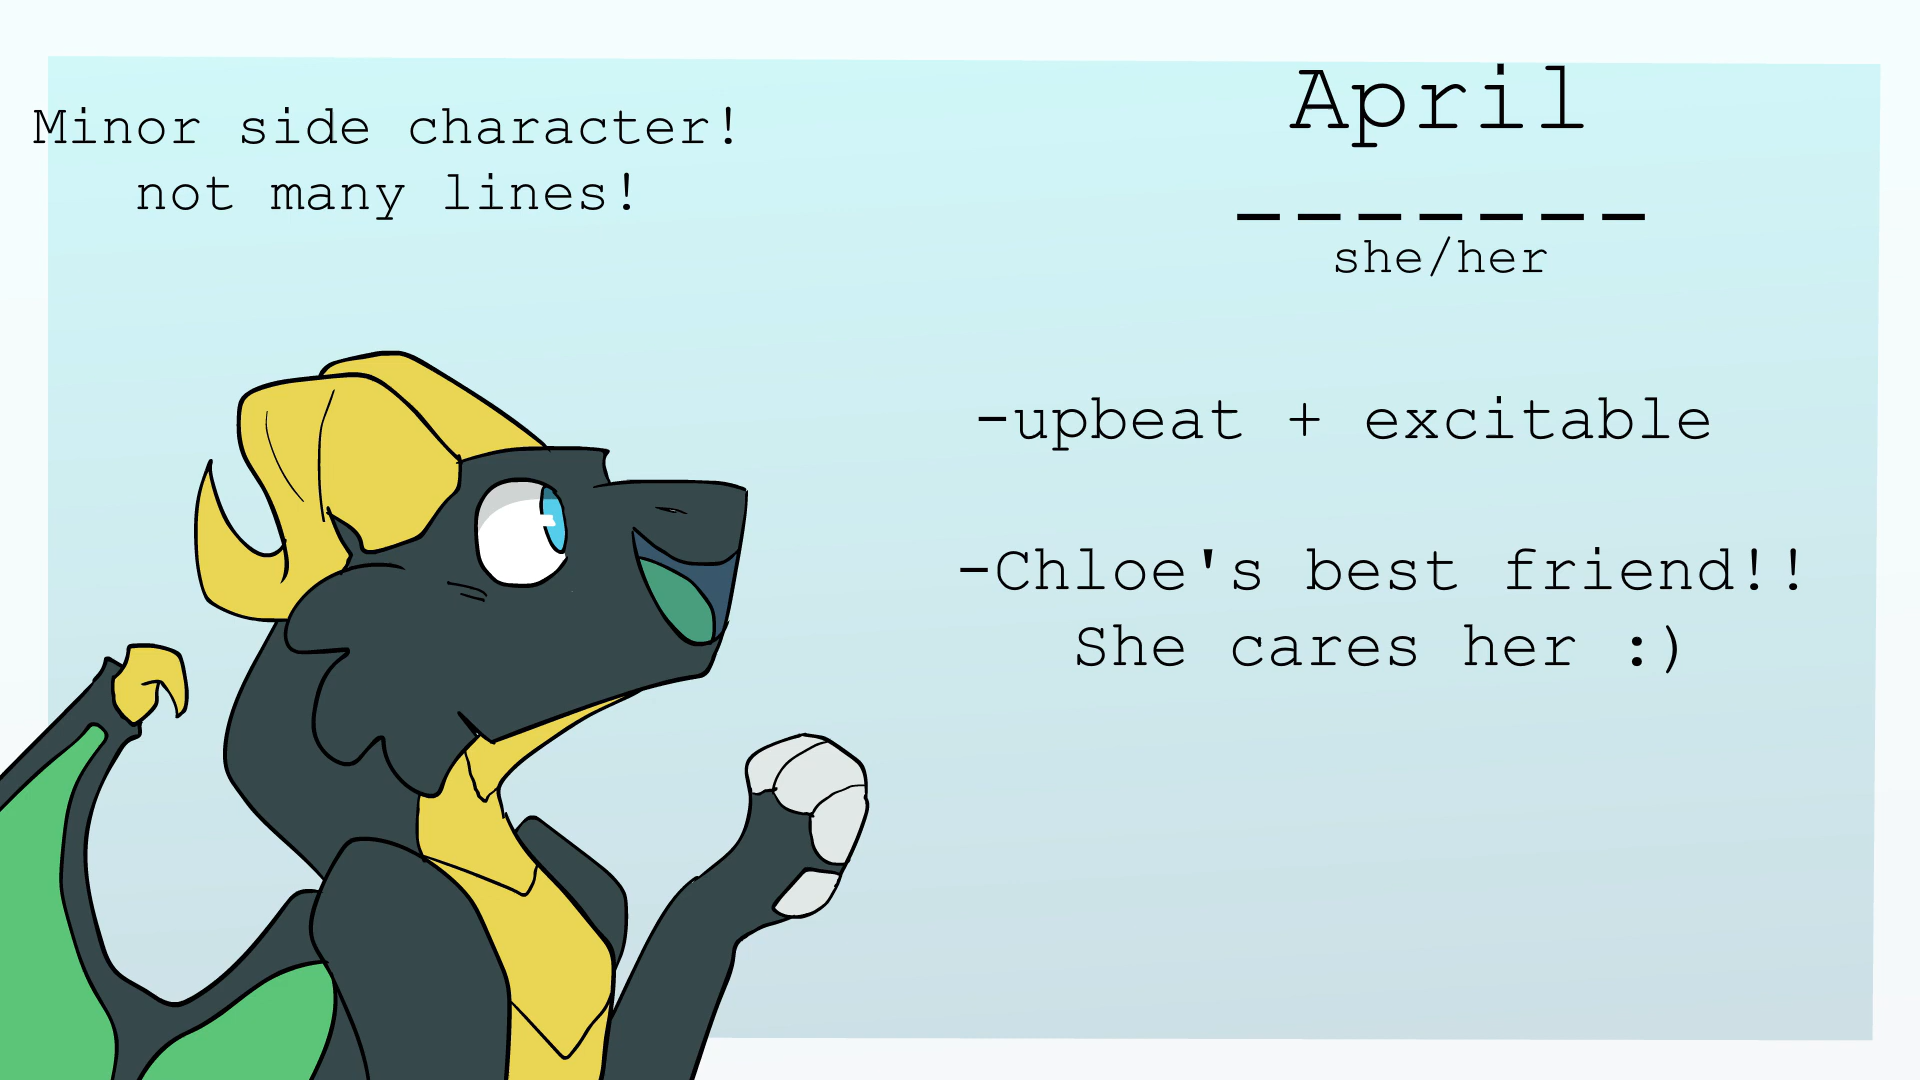 Minor side character!
not many lines!
April
-------
she/her
-upbeat + excitable
-Chloe's best friend!!
She cares her :)